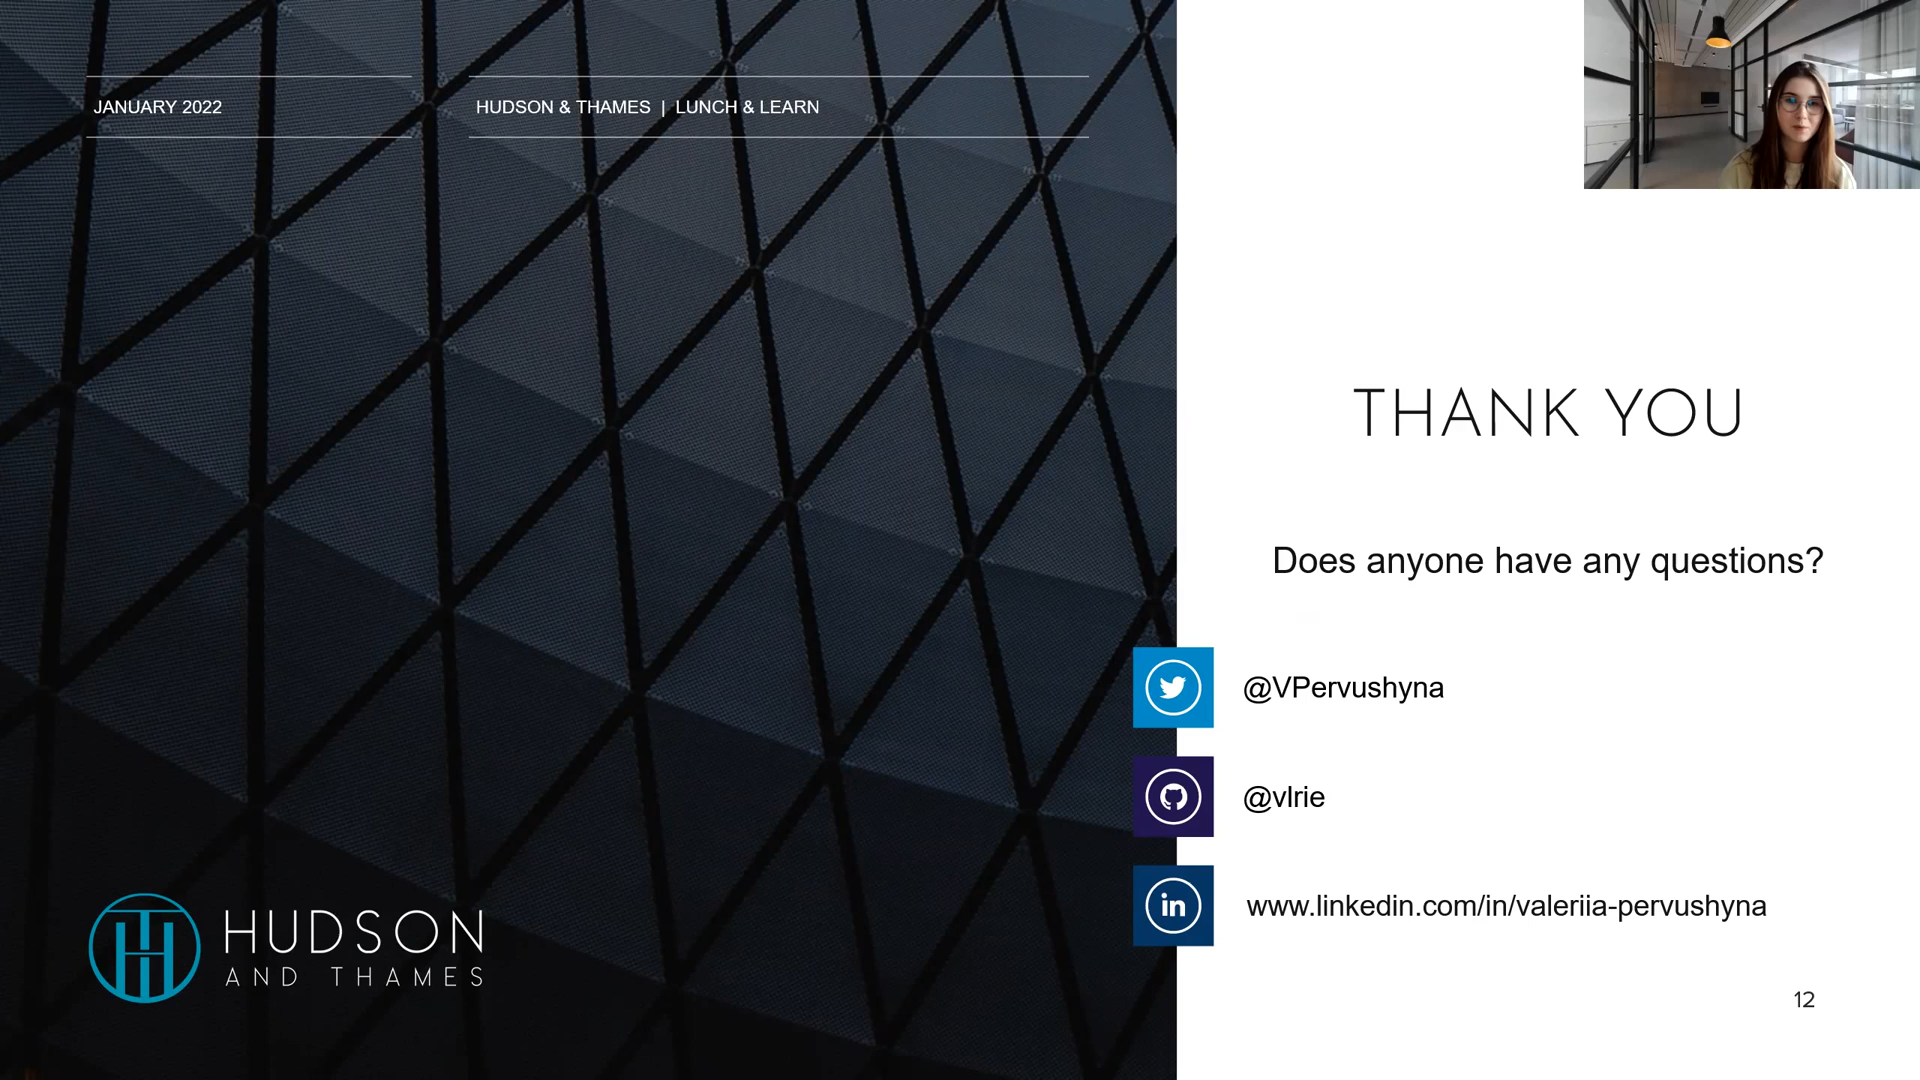 JANUARY 2022
HUDSON & THAMES | LUNCH & LEARN
THANK YOU
Does anyone have any questions?
@VPervushyna
@vlrie
in
www.linkedin.com/in/valeriia-pervushyna
HUDSON
AND THAMES
12